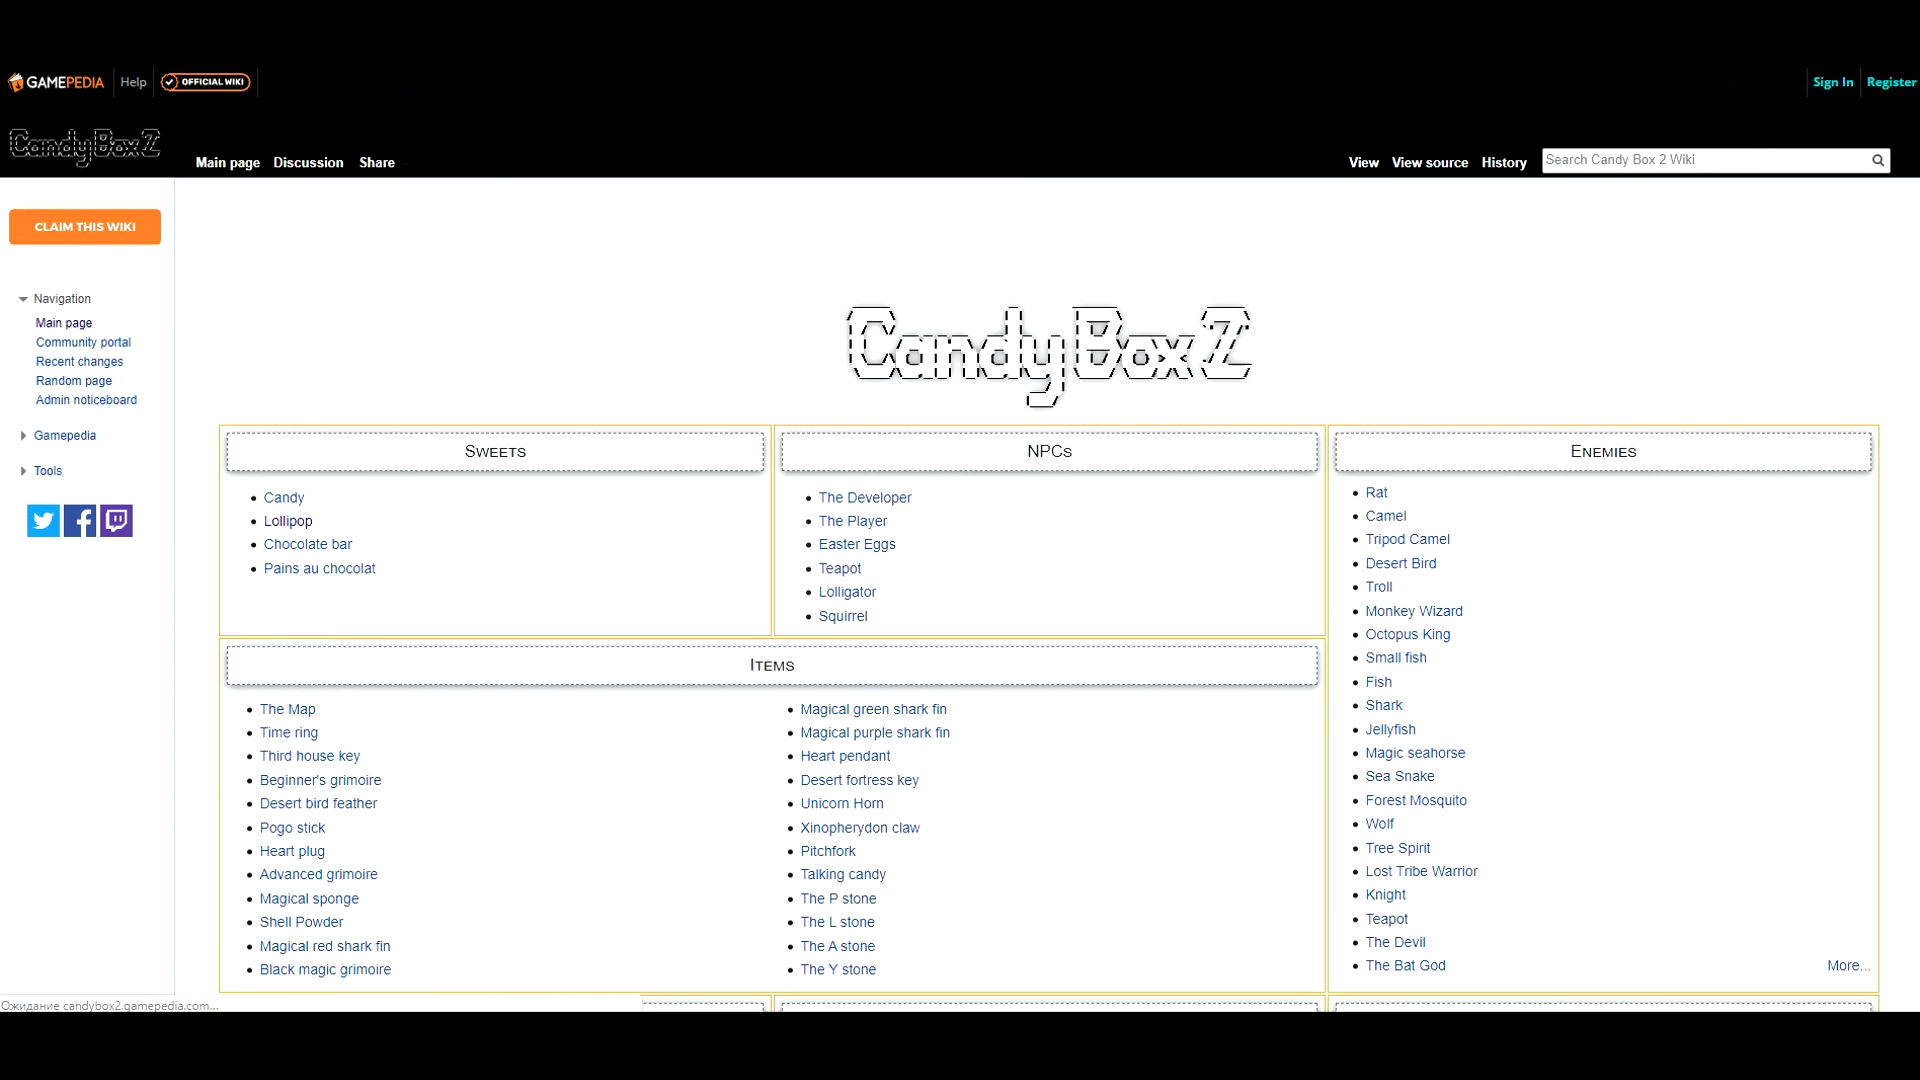 GAMEPEDIA Help OFFICIAL WIKI Sign In Register
CandyBox2
Main page Discussion Share View View source History Search Candy Box 2 Wiki
CLAIM THIS WIKI
Navigation
Main page
Community portal
Recent changes
Random page
Admin noticeboard
Gamepedia
Tools
CandyBox2
Sweets
Candy
Lollipop
Chocolate bar
Pains au chocolat
NPCs
The Developer
The Player
Easter Eggs
Teapot
Lolligator
Squirrel
Enemies
Rat
Camel
Tripod Camel
Desert Bird
Troll
Monkey Wizard
Octopus King
Small fish
Fish
Shark
Jellyfish
Magic seahorse
Sea Snake
Forest Mosquito
Wolf
Tree Spirit
Lost Tribe Warrior
Knight
Teapot
The Devil
The Bat God
More...
Items
The Map
Time ring
Third house key
Beginner's grimoire
Desert bird feather
Pogo stick
Heart plug
Advanced grimoire
Magical sponge
Shell Powder
Magical red shark fin
Black magic grimoire
Magical green shark fin
Magical purple shark fin
Heart pendant
Desert fortress key
Unicorn Horn
Xinopherydon claw
Pitchfork
Talking candy
The P stone
The L stone
The A stone
The Y stone
Ожидание candybox2.gamepedia.com...